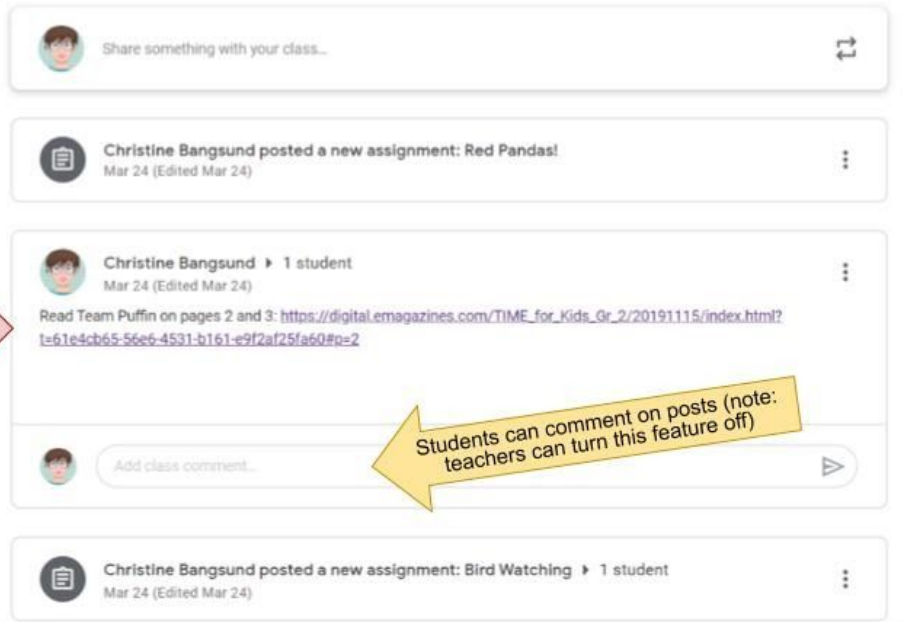 Share something with your class...
Christine Bangsund posted a new assignment: Red Pandas!
Mar 24 (Edited Mar 24)
Christine Bangsund ▸ 1 student
Mar 24 (Edited Mar 24)
Read Team Puffin on pages 2 and 3: https://digital.emagazines.com/TIME_for_Kids_Gr_2/20191115/index.html?
t=61e4cb65-56e6-4531-b161-e9f2af25fa60#p=2
Students can comment on posts (note:
teachers can turn this feature off)
Add class comment...
Christine Bangsund posted a new assignment: Bird Watching ▸ 1 student
Mar 24 (Edited Mar 24)